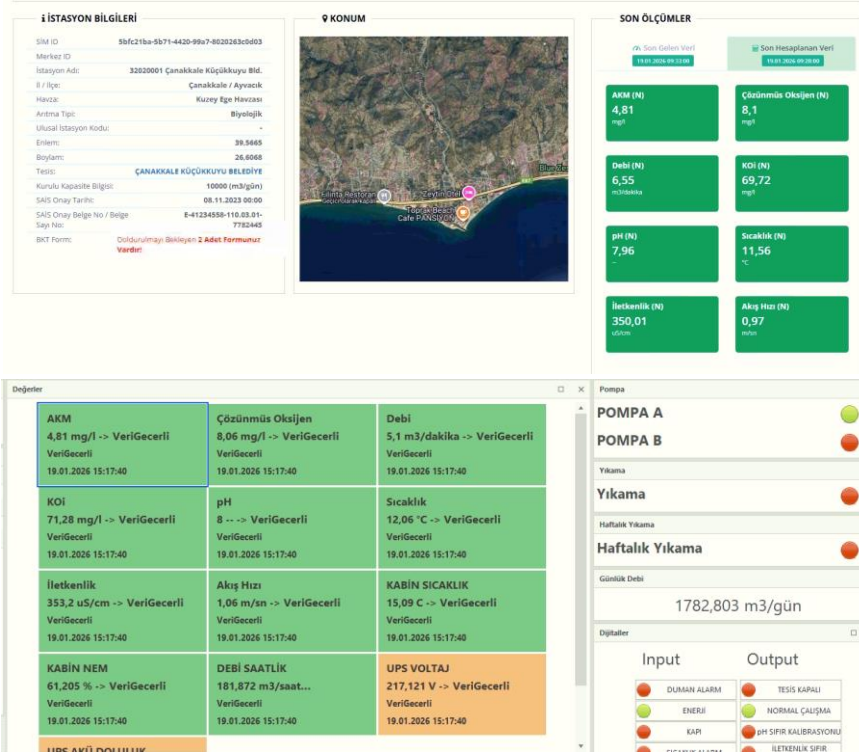 İSTASYON BİLGİLERİ
SİM ID 5bfc21ba-5b71-4420-99a7-8020263c0d03
Merkez ID
İstasyon Adı: 32020001 Çanakkale Küçükkuyu Bld.
İl / İlçe: Çanakkale / Ayvacık
Havza: Kuzey Ege Havzası
Arıtma Tipi: Biyolojik
Ulusal İstasyon Kodu: -
Enlem: 39,5665
Boylam: 26,6068
Tesis: ÇANAKKALE KÜÇÜKKUYU BELEDİYE
Kurulu Kapasite Bilgisi: 10000 (m3/gün)
SAİS Onay Tarihi: 08.11.2023 00:00
SAİS Onay Belge No / Belge Sayı No: E-41234558-110.03.01-7782445
BKT Form: Doldurulmayı Bekleyen 2 Adet Formunuz Vardır!
KONUM
Zeytin Otel
Toprak Beach
Cafe PANSİYON
SON ÖLÇÜMLER
Son Gelen Veri
19.01.2026 09:33:00
Son Hesaplanan Veri
19.01.2026 09:28:00
AKM (N)
4,81
mg/l
Çözünmüs Oksijen (N)
8,1
mg/l
Debi (N)
6,55
m3/dakika
KOi (N)
69,72
mg/l
pH (N)
7,96
--
Sıcaklık (N)
11,56
°C
İletkenlik (N)
350,01
uS/cm
Akış Hızı (N)
0,97
m/sn
Değerler
AKM
4,81 mg/l -> VeriGecerli
VeriGecerli
19.01.2026 15:17:40
Çözünmüs Oksijen
8,06 mg/l -> VeriGecerli
VeriGecerli
19.01.2026 15:17:40
Debi
5,1 m3/dakika -> VeriGecerli
VeriGecerli
19.01.2026 15:17:40
KOi
71,28 mg/l -> VeriGecerli
VeriGecerli
19.01.2026 15:17:40
pH
8 -- -> VeriGecerli
VeriGecerli
19.01.2026 15:17:40
Sıcaklık
12,06 °C -> VeriGecerli
VeriGecerli
19.01.2026 15:17:40
İletkenlik
353,2 uS/cm -> VeriGecerli
VeriGecerli
19.01.2026 15:17:40
Akış Hızı
1,06 m/sn -> VeriGecerli
VeriGecerli
19.01.2026 15:17:40
KABİN SICAKLIK
15,09 C -> VeriGecerli
VeriGecerli
19.01.2026 15:17:40
KABİN NEM
61,205 % -> VeriGecerli
VeriGecerli
19.01.2026 15:17:40
DEBİ SAATLİK
181,872 m3/saat...
VeriGecerli
19.01.2026 15:17:40
UPS VOLTAJ
217,121 V -> VeriGecerli
VeriGecerli
19.01.2026 15:17:40
UPS AKÜ DOLULUK
Pompa
POMPA A
POMPA B
Yıkama
Yıkama
Haftalık Yıkama
Haftalık Yıkama
Günlük Debi
1782,803 m3/gün
Dijitaller
Input
Output
DUMAN ALARM
TESİS KAPALI
ENERJİ
NORMAL ÇALIŞMA
KAPI
pH SIFIR KALİBRASYONU
İLETKENLİK SIFIR